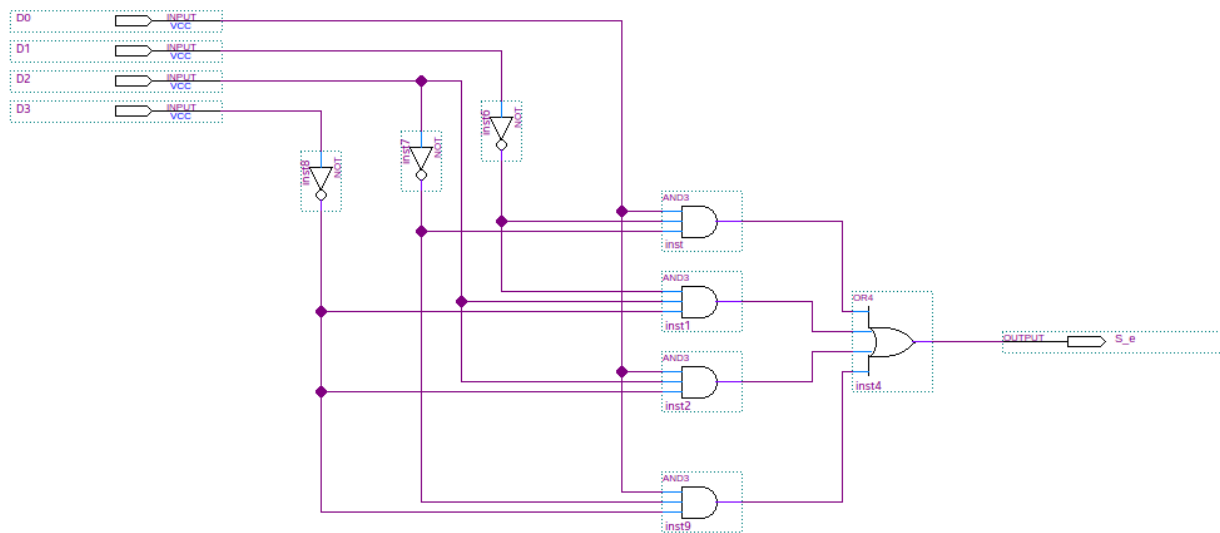 D0
INPUT
VCC
D1
INPUT
VCC
D2
INPUT
VCC
D3
INPUT
VCC
inst6
NOT
inst7
NOT
inst8
NOT
AND3
inst
AND3
inst1
OR4
OUTPUT
S_e
AND3
inst4
inst2
AND3
inst9